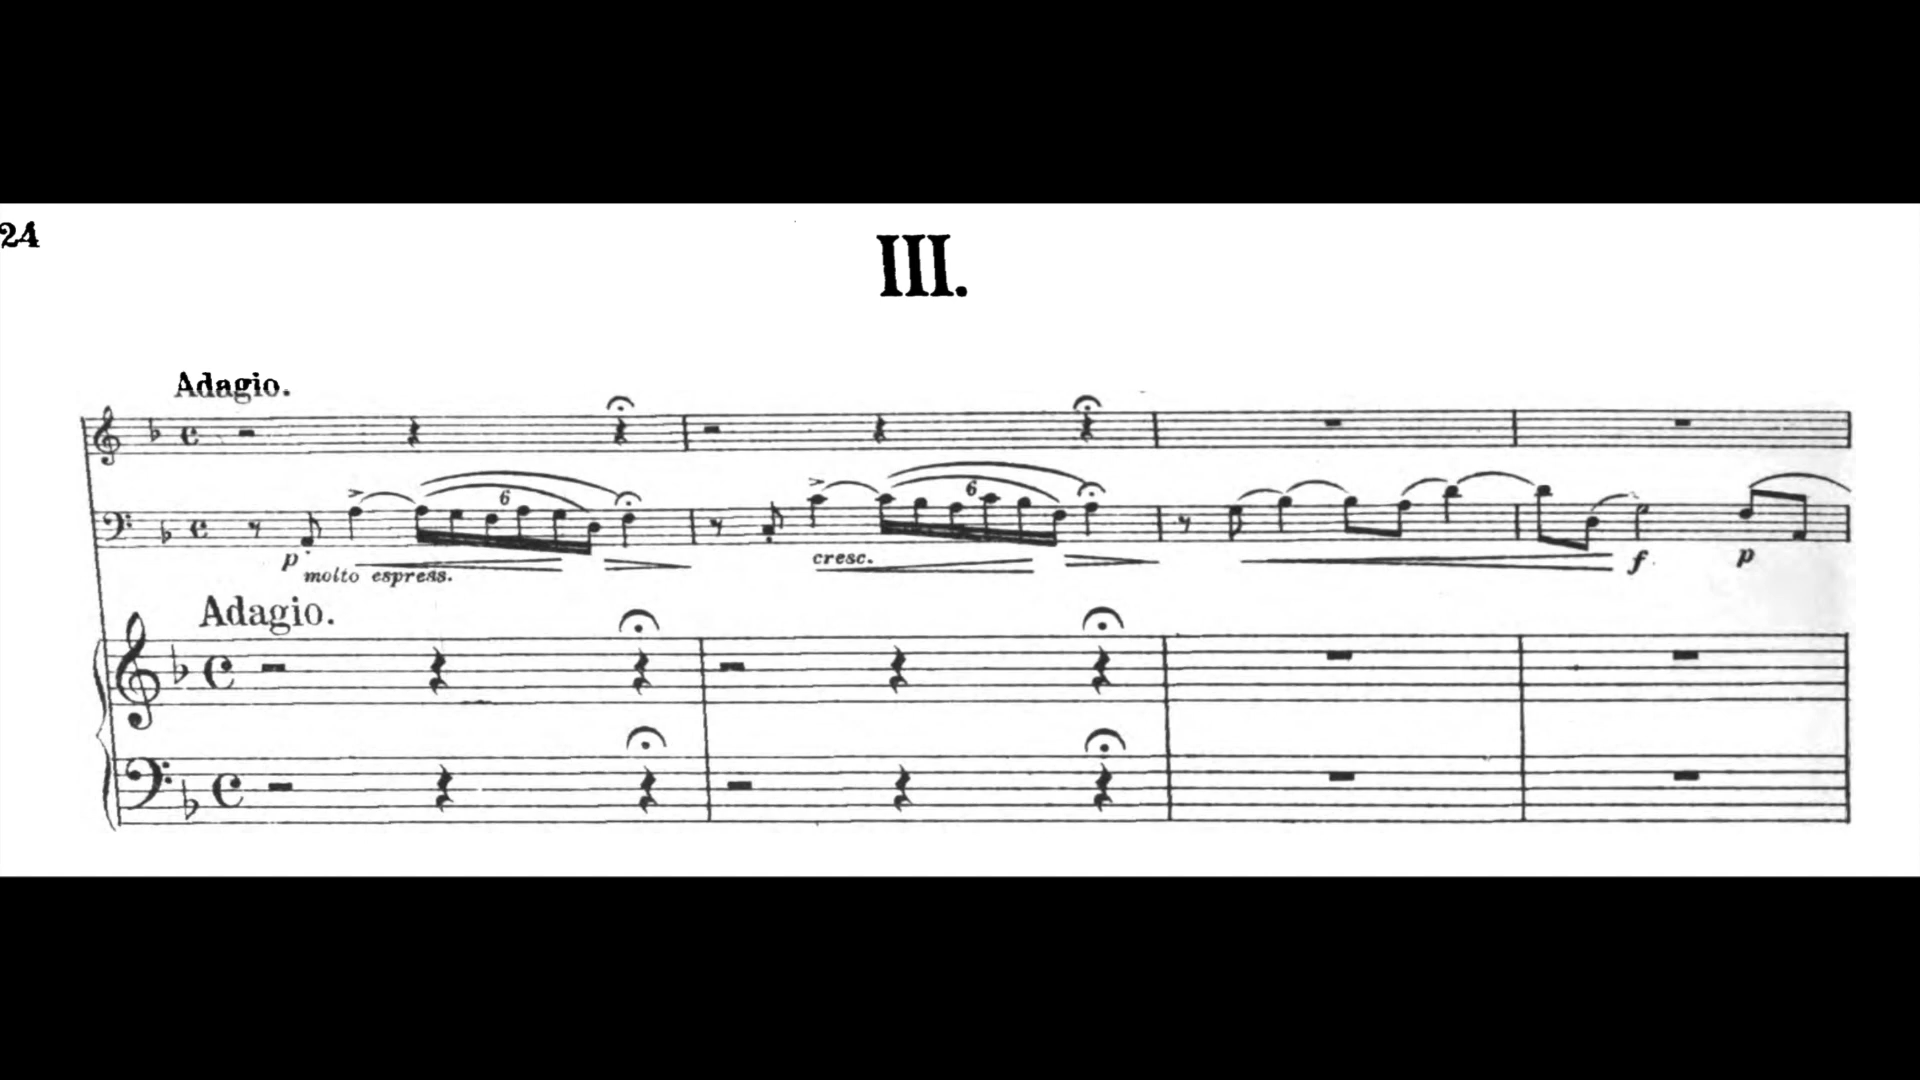 24
III.
Adagio.
6
6
p
molto espress.
cresc.
f
p
Adagio.